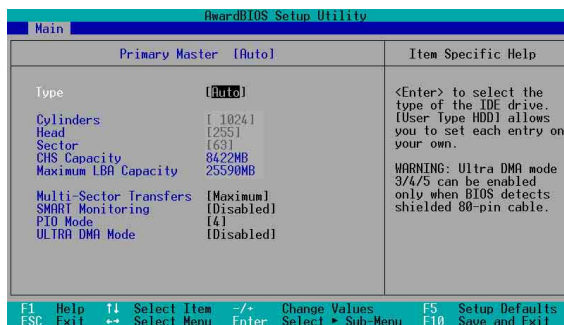 AwardBIOS Setup Utility
Main
Primary Master [Auto]
Item Specific Help
Type [Auto]
Cylinders [ 1024]
Head [255]
Sector [63]
CHS Capacity 8422MB
Maximum LBA Capacity 25590MB
Multi-Sector Transfers [Maximum]
SMART Monitoring [Disabled]
PIO Mode [4]
ULTRA DMA Mode [Disabled]
<Enter> to select the
type of the IDE drive.
[User Type HDD] allows
you to set each entry on
your own.
WARNING: Ultra DMA mode
3/4/5 can be enabled
only when BIOS detects
shielded 80-pin cable.
F1 Help ↑↓ Select Item -/+ Change Values F5 Setup Defaults
ESC Exit ↔ Select Menu Enter Select ▸ Sub-Menu F10 Save and Exit